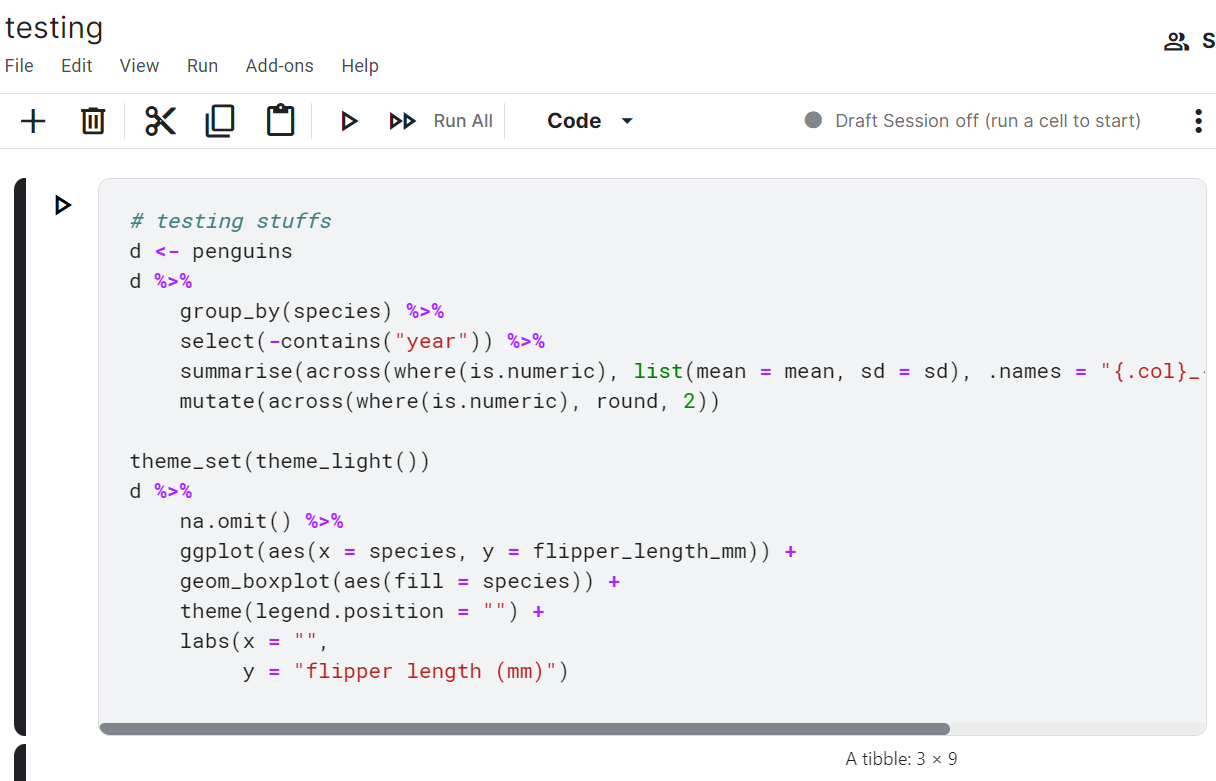 testing
S
File Edit View Run Add-ons Help
Run All Code Draft Session off (run a cell to start)
# testing stuffs
d <- penguins
d %>%
    group_by(species) %>%
    select(-contains("year")) %>%
    summarise(across(where(is.numeric), list(mean = mean, sd = sd), .names = "{.col}_
    mutate(across(where(is.numeric), round, 2))

theme_set(theme_light())
d %>%
    na.omit() %>%
    ggplot(aes(x = species, y = flipper_length_mm)) +
    geom_boxplot(aes(fill = species)) +
    theme(legend.position = "") +
    labs(x = "",
         y = "flipper length (mm)")
A tibble: 3 × 9